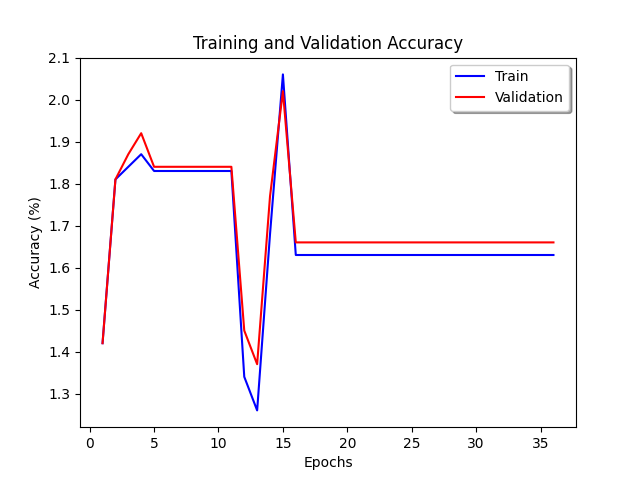 Training and Validation Accuracy
Train
Validation
2.1
2.0
1.9
1.8
1.7
1.6
1.5
1.4
1.3
Accuracy (%)
0 5 10 15 20 25 30 35
Epochs